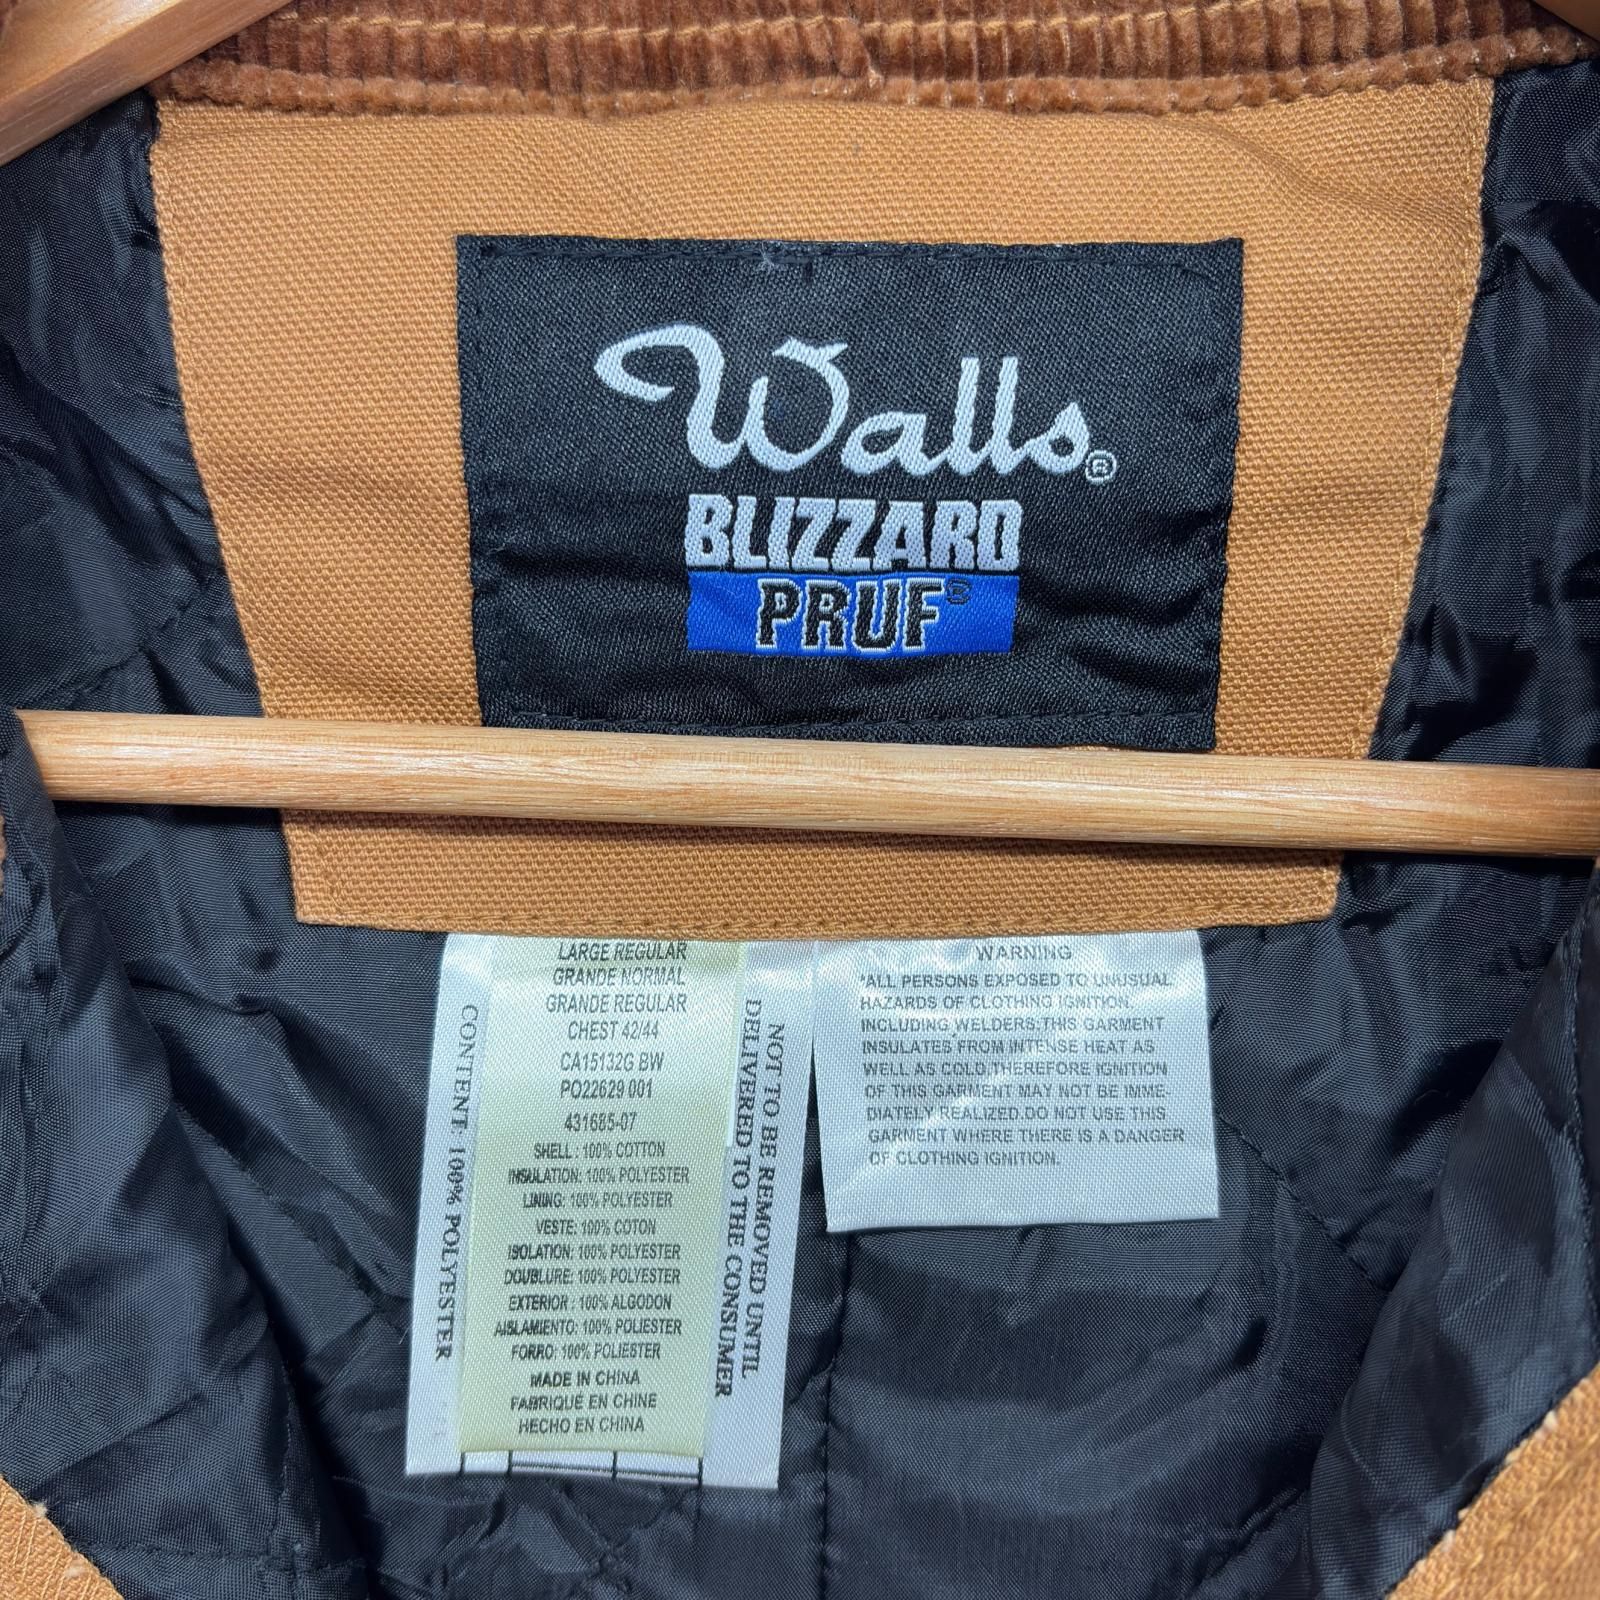 Walls®
BLIZZARD
PRUF®
LARGE REGULAR
GRANDE NORMAL
GRANDE REGULAR
CHEST 42/44
CA15132G BW
PO22629 001
431685-07
SHELL : 100% COTTON
INSULATION: 100% POLYESTER
LINING: 100% POLYESTER
VESTE: 100% COTON
ISOLATION: 100% POLYESTER
DOUBLURE: 100% POLYESTER
EXTERIOR : 100% ALGODON
AISLAMIENTO: 100% POLIESTER
FORRO: 100% POLIESTER
MADE IN CHINA
FABRIQUE EN CHINE
HECHO EN CHINA
CONTENT: 100% POLYESTER
NOT TO BE REMOVED UNTIL
DELIVERED TO THE CONSUMER
WARNING
*ALL PERSONS EXPOSED TO UNUSUAL
HAZARDS OF CLOTHING IGNITION,
INCLUDING WELDERS:THIS GARMENT
INSULATES FROM INTENSE HEAT AS
WELL AS COLD,THEREFORE IGNITION
OF THIS GARMENT MAY NOT BE IMME-
DIATELY REALIZED.DO NOT USE THIS
GARMENT WHERE THERE IS A DANGER
OF CLOTHING IGNITION.